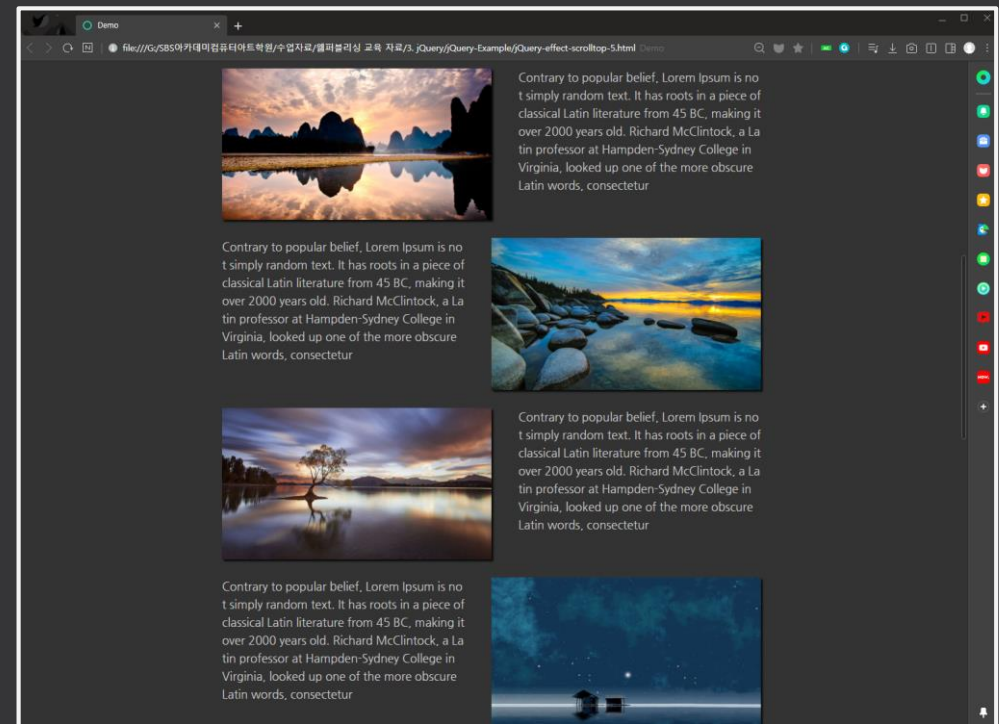 Demo
file:///G:/SBS아카데미컴퓨터아트학원/수업자료/웹퍼블리싱 교육 자료/3. jQuery/jQuery-Example/jQuery-effect-scrolltop-5.html Demo
Contrary to popular belief, Lorem Ipsum is no
t simply random text. It has roots in a piece of
classical Latin literature from 45 BC, making it
over 2000 years old. Richard McClintock, a La
tin professor at Hampden-Sydney College in
Virginia, looked up one of the more obscure
Latin words, consectetur
Contrary to popular belief, Lorem Ipsum is no
t simply random text. It has roots in a piece of
classical Latin literature from 45 BC, making it
over 2000 years old. Richard McClintock, a La
tin professor at Hampden-Sydney College in
Virginia, looked up one of the more obscure
Latin words, consectetur
Contrary to popular belief, Lorem Ipsum is no
t simply random text. It has roots in a piece of
classical Latin literature from 45 BC, making it
over 2000 years old. Richard McClintock, a La
tin professor at Hampden-Sydney College in
Virginia, looked up one of the more obscure
Latin words, consectetur
Contrary to popular belief, Lorem Ipsum is no
t simply random text. It has roots in a piece of
classical Latin literature from 45 BC, making it
over 2000 years old. Richard McClintock, a La
tin professor at Hampden-Sydney College in
Virginia, looked up one of the more obscure
Latin words, consectetur